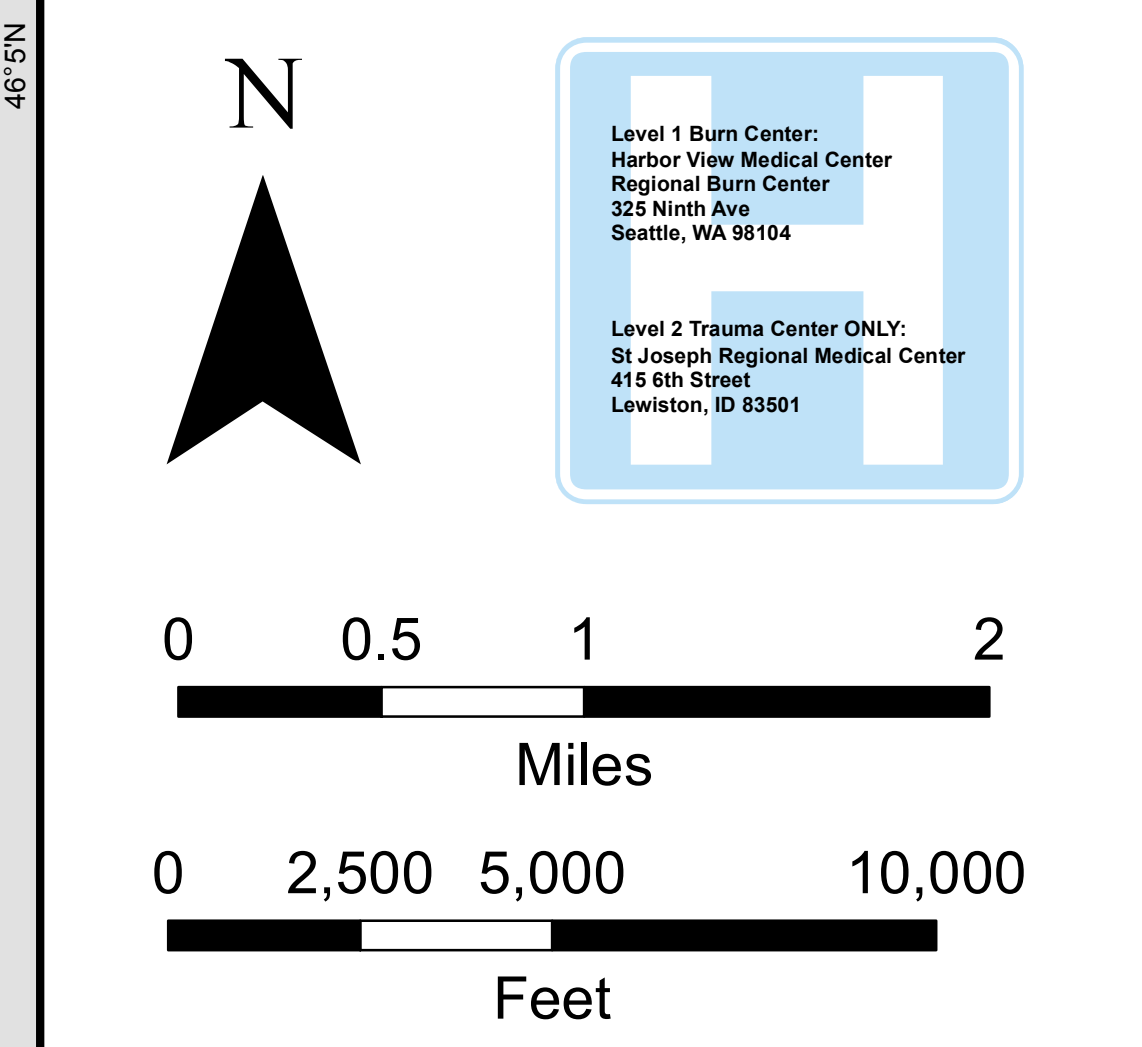 46°5'N
N
Level 1 Burn Center:
Harbor View Medical Center
Regional Burn Center
325 Ninth Ave
Seattle, WA 98104
Level 2 Trauma Center ONLY:
St Joseph Regional Medical Center
415 6th Street
Lewiston, ID 83501
0 0.5 1 2
Miles
0 2,500 5,000 10,000
Feet